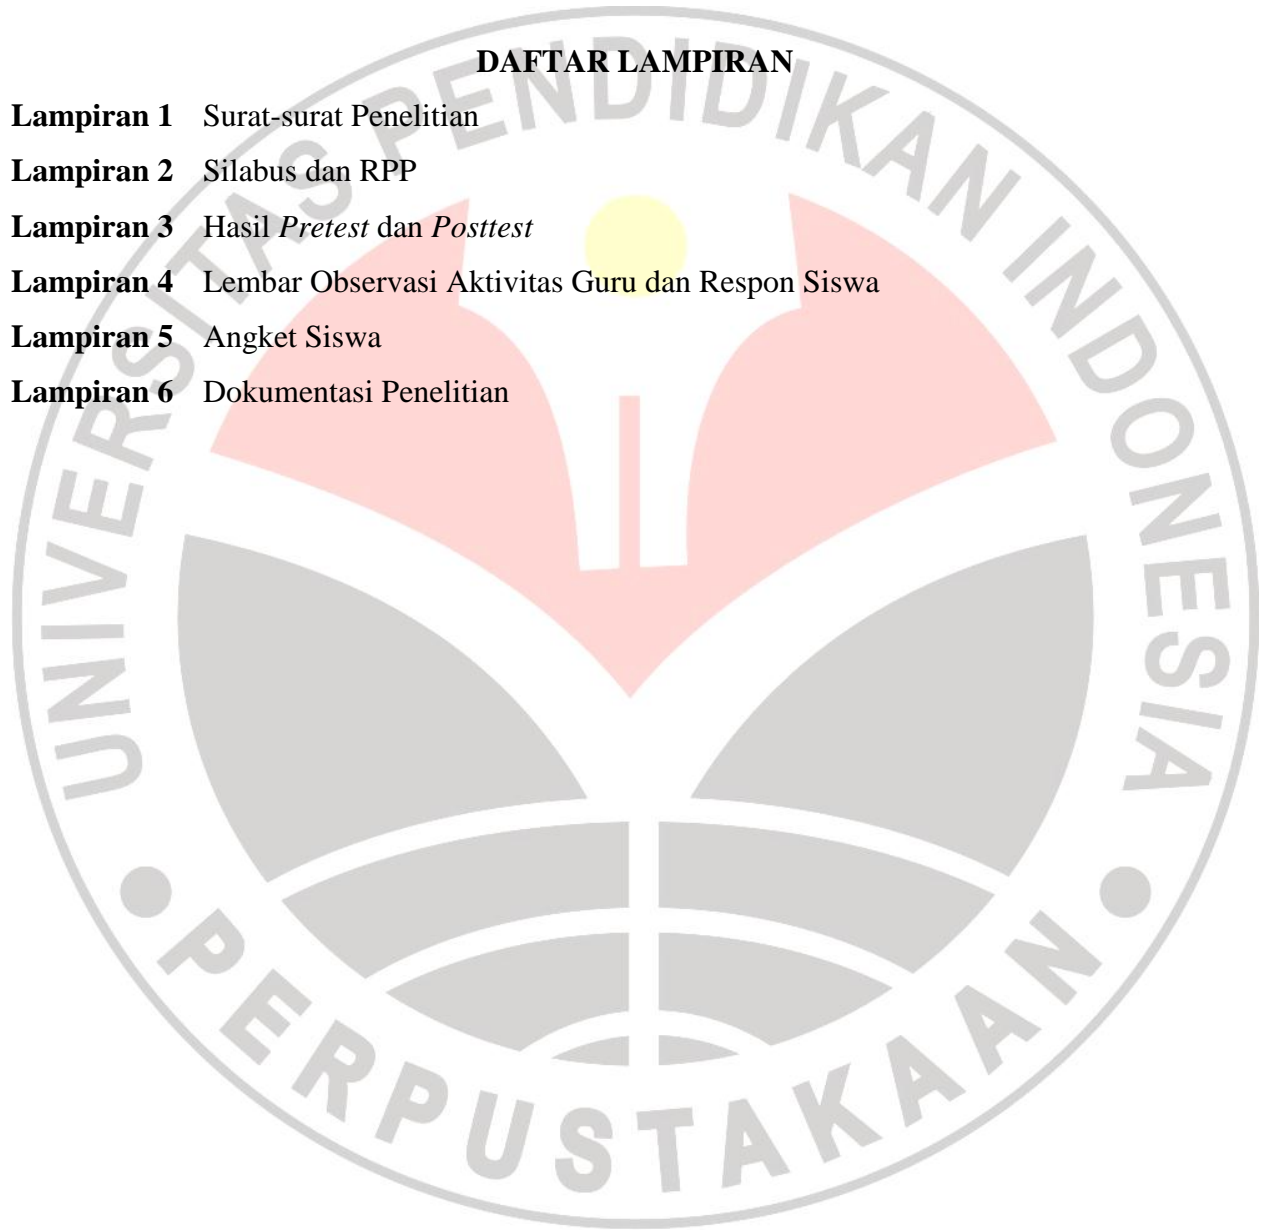 DAFTAR LAMPIRAN
Lampiran 1 Surat-surat Penelitian
Lampiran 2 Silabus dan RPP
Lampiran 3 Hasil Pretest dan Posttest
Lampiran 4 Lembar Observasi Aktivitas Guru dan Respon Siswa
Lampiran 5 Angket Siswa
Lampiran 6 Dokumentasi Penelitian
UNIVERSITAS PENDIDIKAN INDONESIA
PERPUSTAKAAN